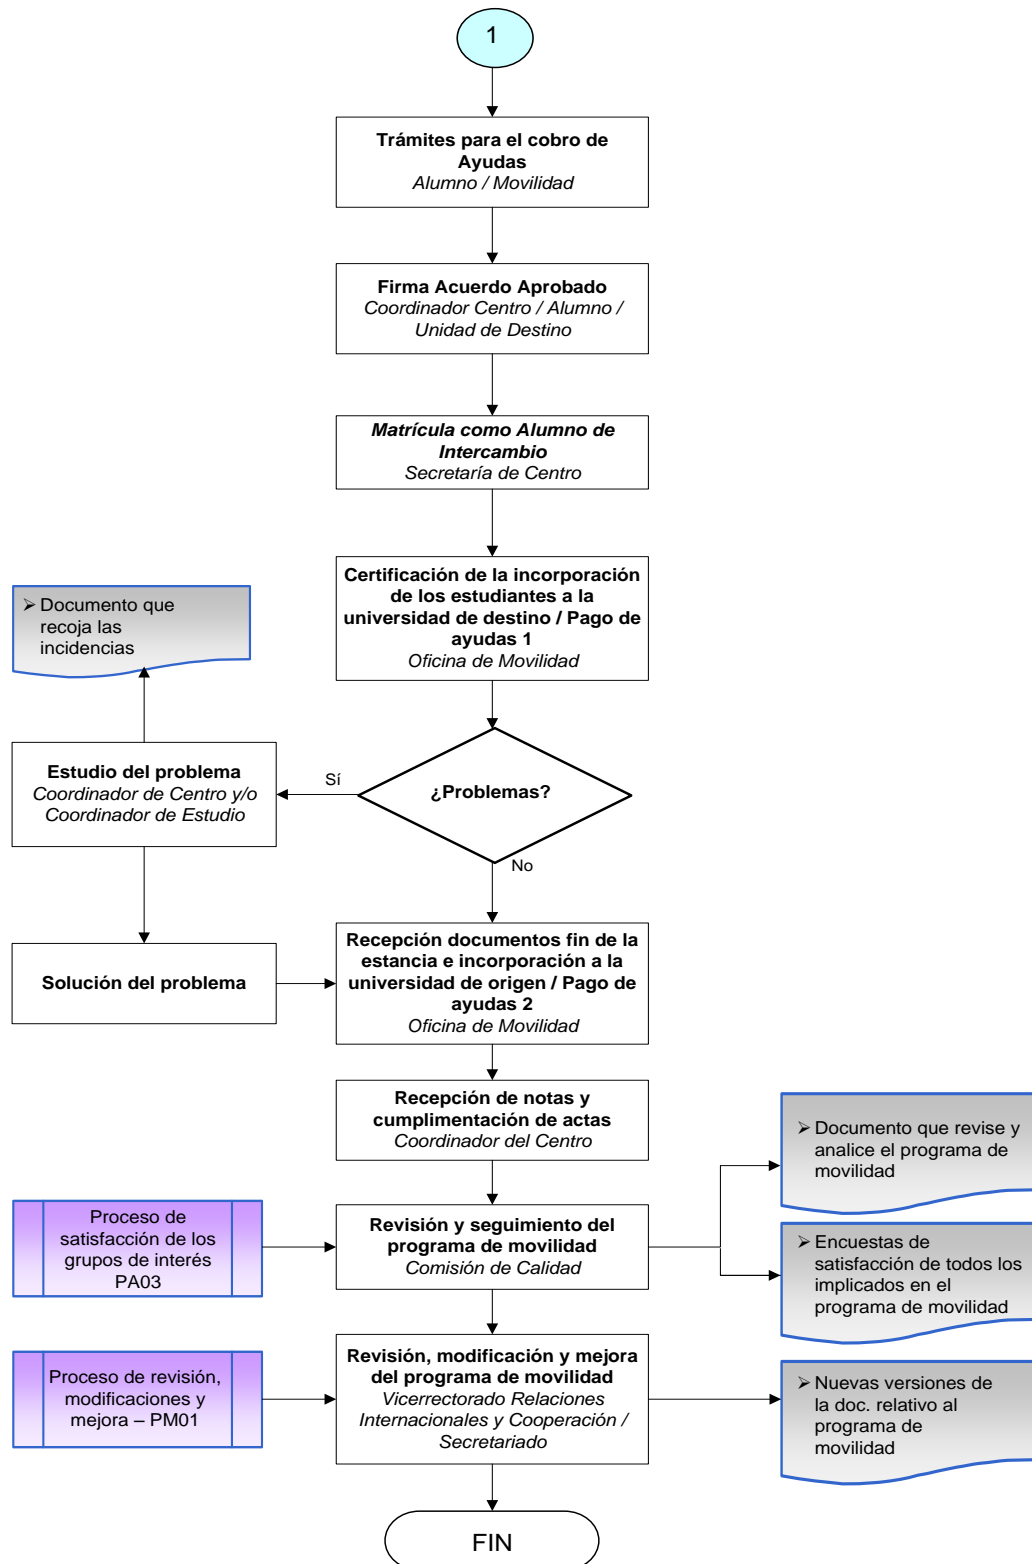 1
Trámites para el cobro de
Ayudas
Alumno / Movilidad
Firma Acuerdo Aprobado
Coordinador Centro / Alumno /
Unidad de Destino
Matrícula como Alumno de
Intercambio
Secretaría de Centro
Certificación de la incorporación
de los estudiantes a la
universidad de destino / Pago de
ayudas 1
Oficina de Movilidad
➢ Documento que
recoja las
incidencias
Estudio del problema
Coordinador de Centro y/o
Coordinador de Estudio
Sí
¿Problemas?
No
Solución del problema
Recepción documentos fin de la
estancia e incorporación a la
universidad de origen / Pago de
ayudas 2
Oficina de Movilidad
Recepción de notas y
cumplimentación de actas
Coordinador del Centro
➢ Documento que revise y
analice el programa de
movilidad
Proceso de
satisfacción de los
grupos de interés
PA03
Revisión y seguimiento del
programa de movilidad
Comisión de Calidad
➢ Encuestas de
satisfacción de todos los
implicados en el
programa de movilidad
Proceso de revisión,
modificaciones y
mejora – PM01
Revisión, modificación y mejora
del programa de movilidad
Vicerrectorado Relaciones
Internacionales y Cooperación /
Secretariado
➢ Nuevas versiones de
la doc. relativo al
programa de
movilidad
FIN